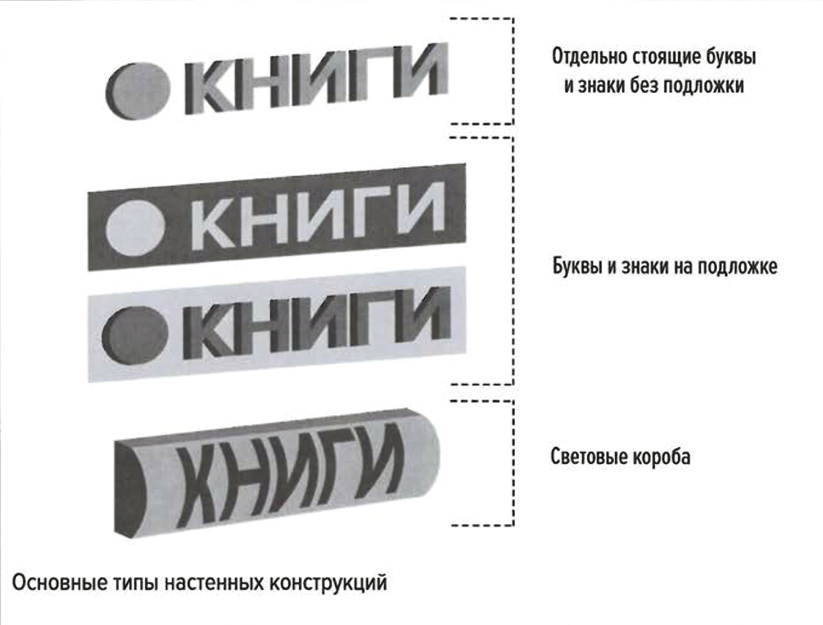 КНИГИ
Отдельно стоящие буквы
и знаки без подложки
КНИГИ
КНИГИ
Буквы и знаки на подложке
КНИГИ
Световые короба
Основные типы настенных конструкций